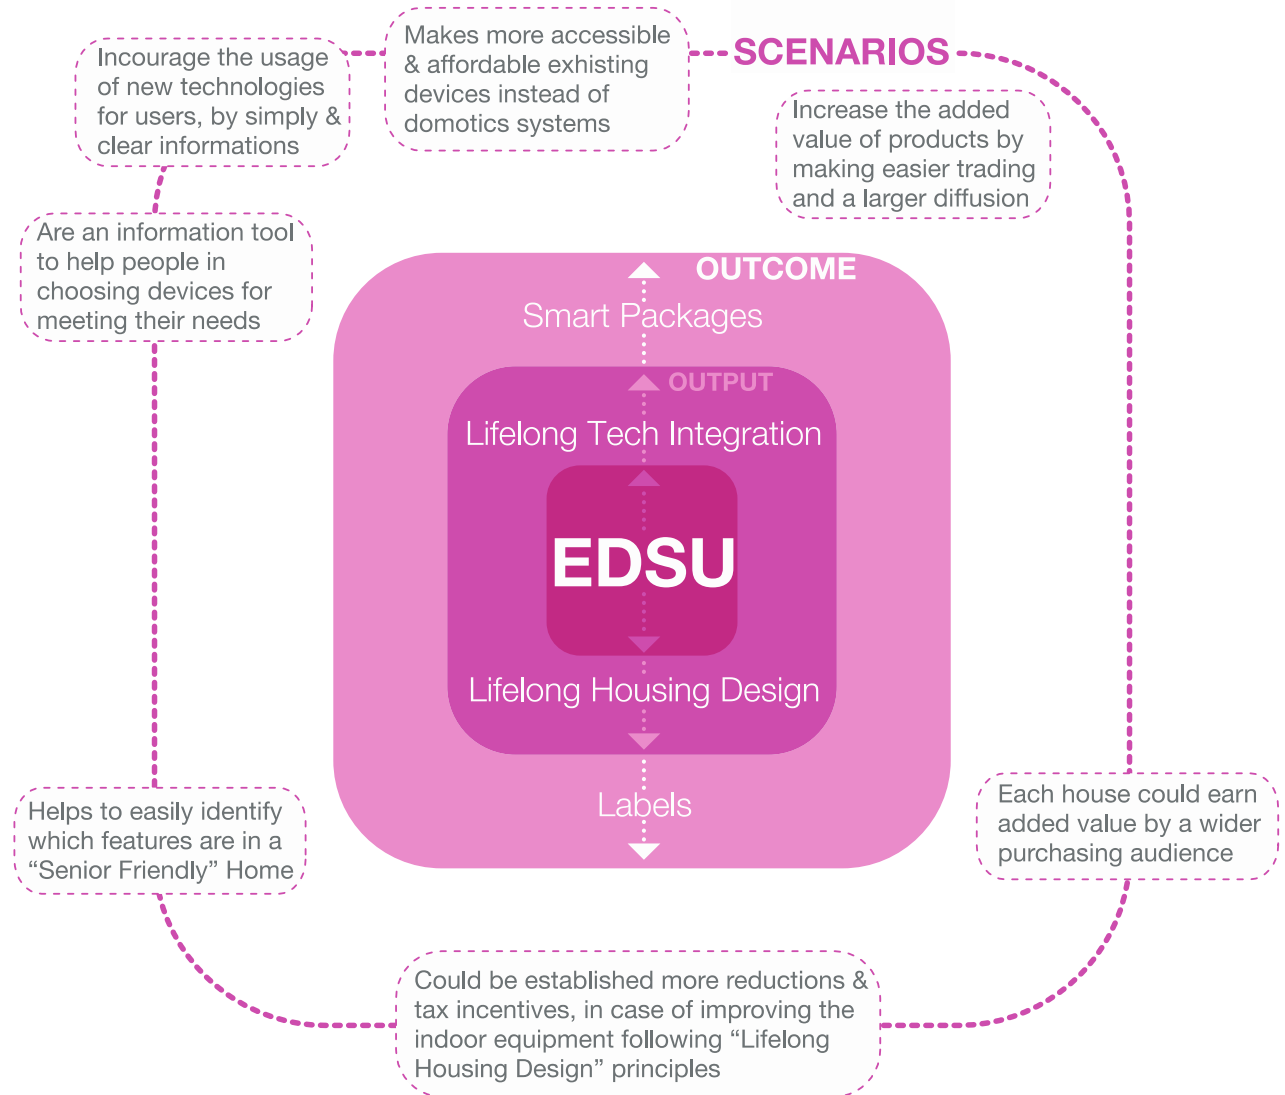 Makes more accessible
& affordable exhisting
devices instead of
domotics systems
SCENARIOS
Incourage the usage
of new technologies
for users, by simply &
clear informations
Increase the added
value of products by
making easier trading
and a larger diffusion
Are an information tool
to help people in
choosing devices for
meeting their needs
OUTCOME
Smart Packages
OUTPUT
Lifelong Tech Integration
EDSU
Lifelong Housing Design
Labels
Helps to easily identify
which features are in a
“Senior Friendly” Home
Each house could earn
added value by a wider
purchasing audience
Could be established more reductions &
tax incentives, in case of improving the
indoor equipment following “Lifelong
Housing Design” principles